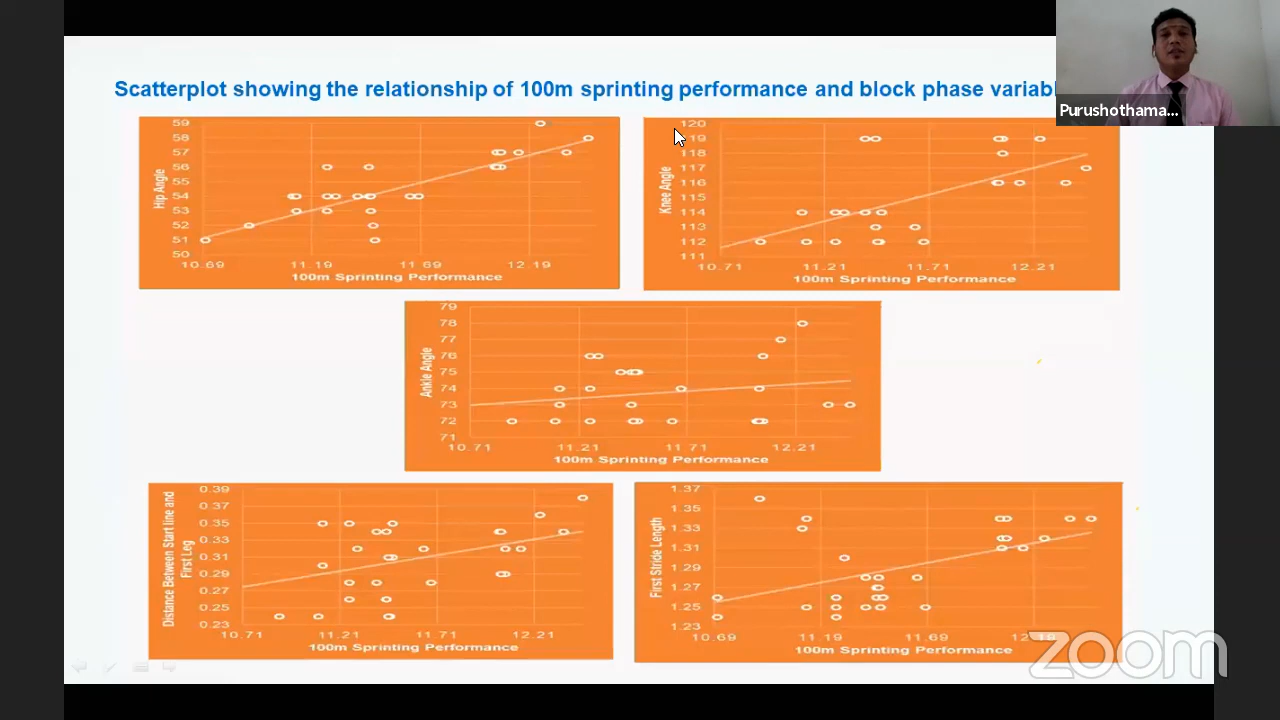 Scatterplot showing the relationship of 100m sprinting performance and block phase variab
Purushothama...
59
58
57
56
55
54
53
52
51
50
Hip Angle
10.69 11.19 11.69 12.19
100m Sprinting Performance
120
119
118
117
116
115
114
113
112
111
Knee Angle
10.71 11.21 11.71 12.21
100m Sprinting Performance
79
78
77
76
75
74
73
72
71
Ankle Angle
10.71 11.21 11.71 12.21
100m Sprinting Performance
0.39
0.37
0.35
0.33
0.31
0.29
0.27
0.25
0.23
Distance Between Start line and
First Leg
10.71 11.21 11.71 12.21
100m Sprinting Performance
1.37
1.35
1.33
1.31
1.29
1.27
1.25
1.23
First Stride Length
10.69 11.19 11.69 12.19
100m Sprinting Performance
zoom